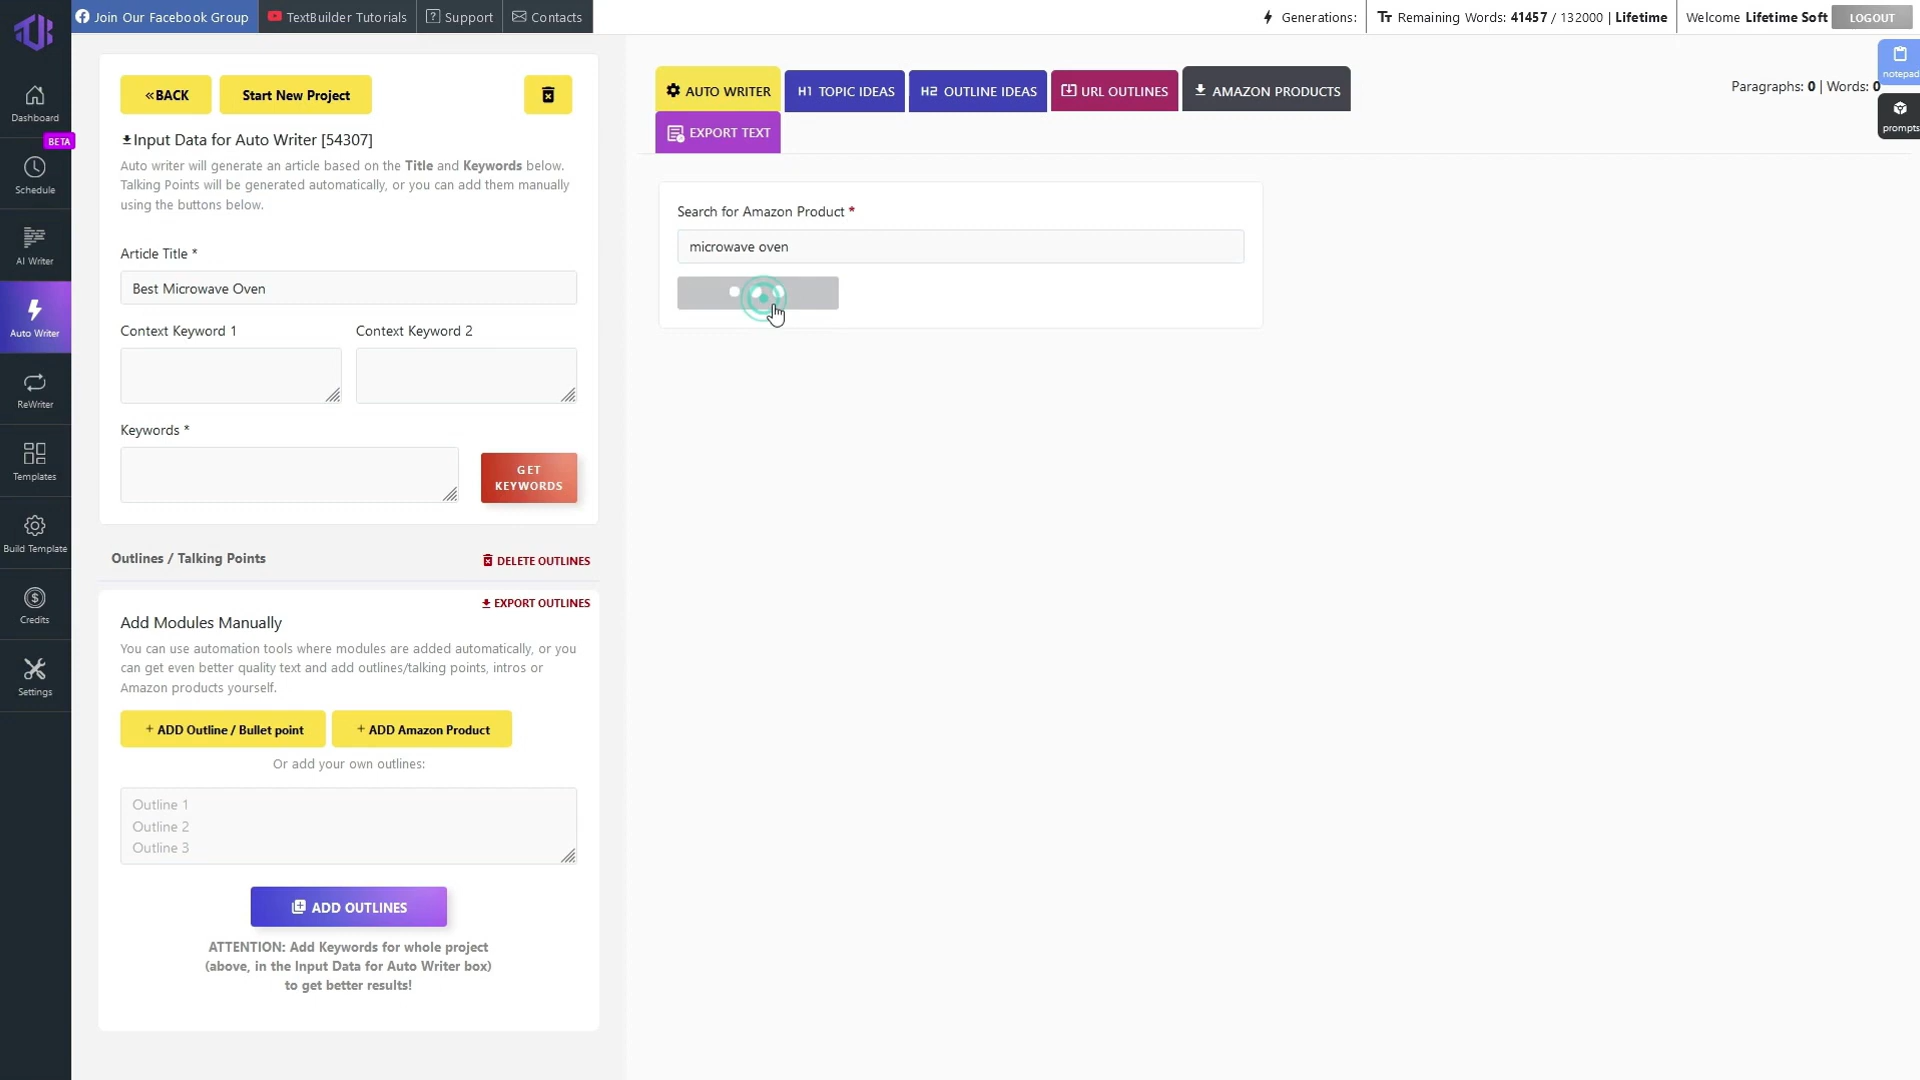 Join Our Facebook Group
TextBuilder Tutorials
Support
Contacts
Generations:
Remaining Words: 41457 / 132000 | Lifetime
Welcome Lifetime Soft
LOGOUT
Dashboard
BETA
Schedule
AI Writer
Auto Writer
ReWriter
Templates
Build Template
Credits
Settings
«BACK
Start New Project
Input Data for Auto Writer [54307]
Auto writer will generate an article based on the Title and Keywords below.
Talking Points will be generated automatically, or you can add them manually
using the buttons below.
Article Title *
Best Microwave Oven
Context Keyword 1
Context Keyword 2
Keywords *
GET
KEYWORDS
Outlines / Talking Points
DELETE OUTLINES
EXPORT OUTLINES
Add Modules Manually
You can use automation tools where modules are added automatically, or you
can get even better quality text and add outlines/talking points, intros or
Amazon products yourself.
+ ADD Outline / Bullet point
+ ADD Amazon Product
Or add your own outlines:
Outline 1
Outline 2
Outline 3
ADD OUTLINES
ATTENTION: Add Keywords for whole project
(above, in the Input Data for Auto Writer box)
to get better results!
AUTO WRITER
H1 TOPIC IDEAS
H2 OUTLINE IDEAS
URL OUTLINES
AMAZON PRODUCTS
EXPORT TEXT
Paragraphs: 0 | Words: 0
notepad
prompts
Search for Amazon Product *
microwave oven